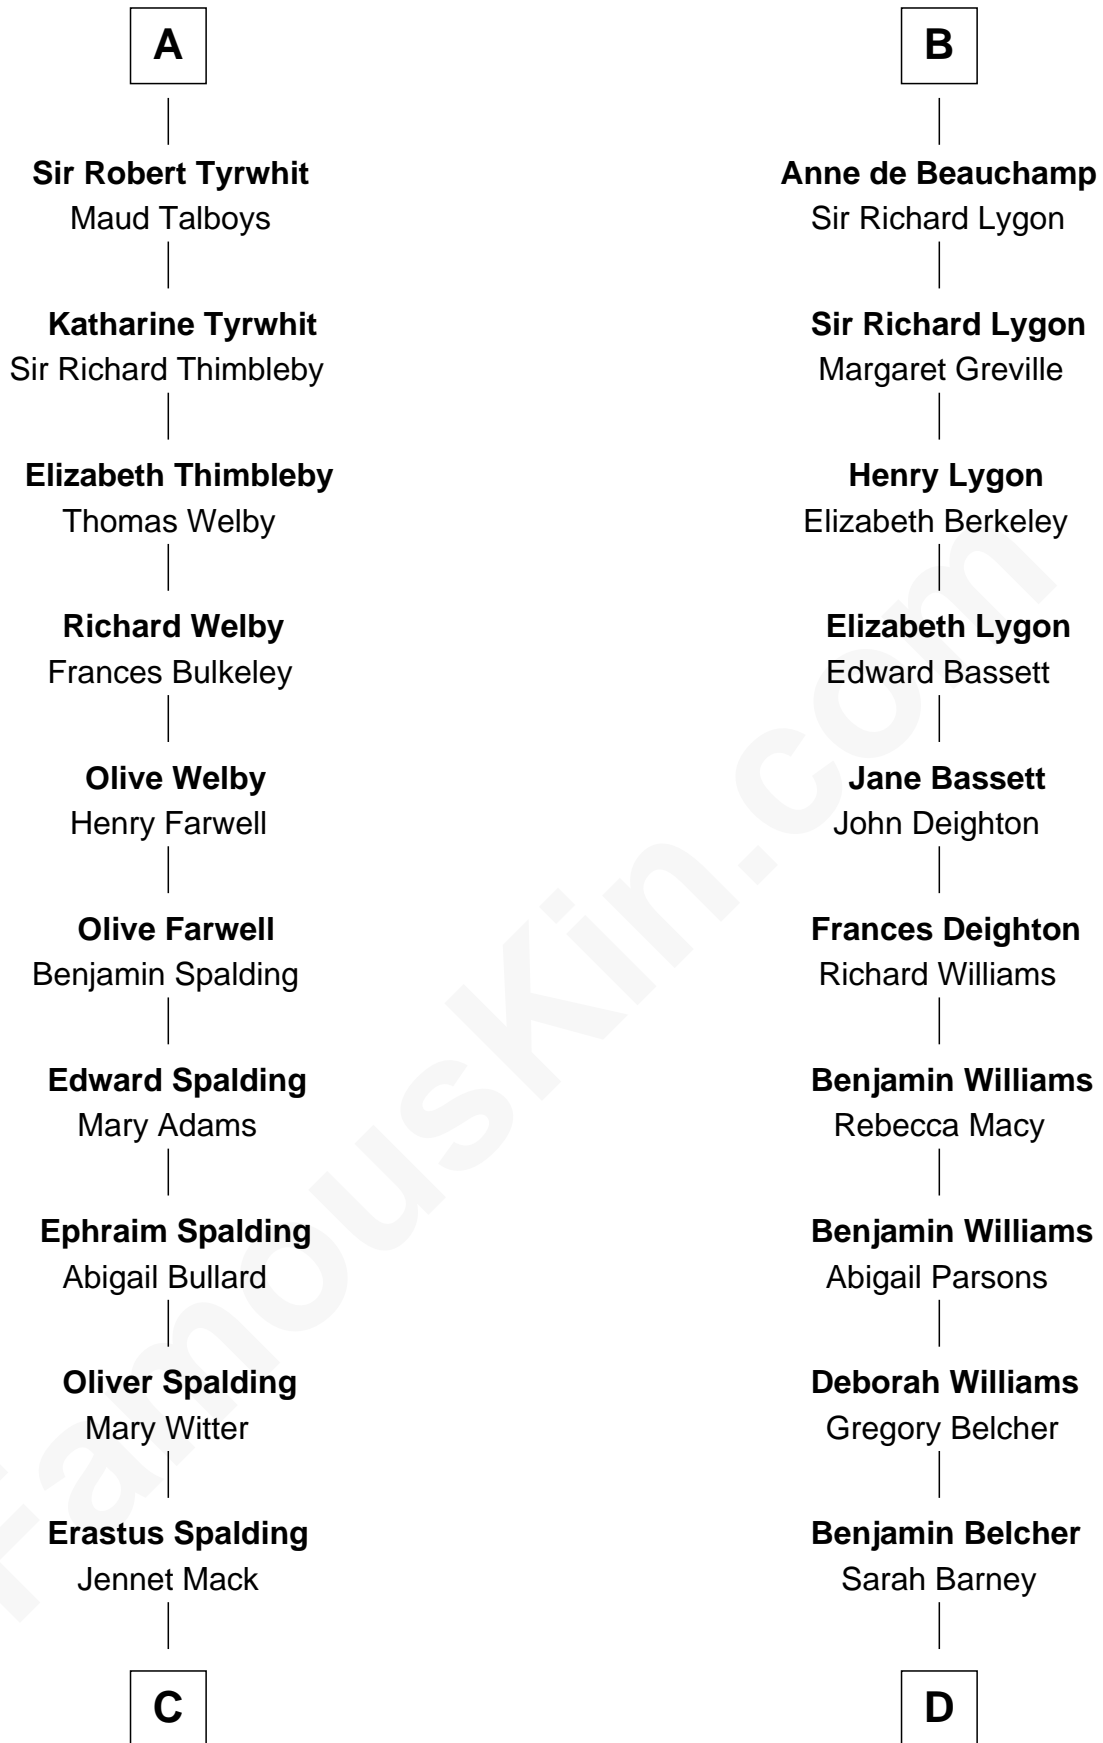 A
Sir Robert Tyrwhit
Maud Talboys
Katharine Tyrwhit
Sir Richard Thimbleby
Elizabeth Thimbleby
Thomas Welby
Richard Welby
Frances Bulkeley
Olive Welby
Henry Farwell
Olive Farwell
Benjamin Spalding
Edward Spalding
Mary Adams
Ephraim Spalding
Abigail Bullard
Oliver Spalding
Mary Witter
Erastus Spalding
Jennet Mack
C
B
Anne de Beauchamp
Sir Richard Lygon
Sir Richard Lygon
Margaret Greville
Henry Lygon
Elizabeth Berkeley
Elizabeth Lygon
Edward Bassett
Jane Bassett
John Deighton
Frances Deighton
Richard Williams
Benjamin Williams
Rebecca Macy
Benjamin Williams
Abigail Parsons
Deborah Williams
Gregory Belcher
Benjamin Belcher
Sarah Barney
D
FamousKin.com